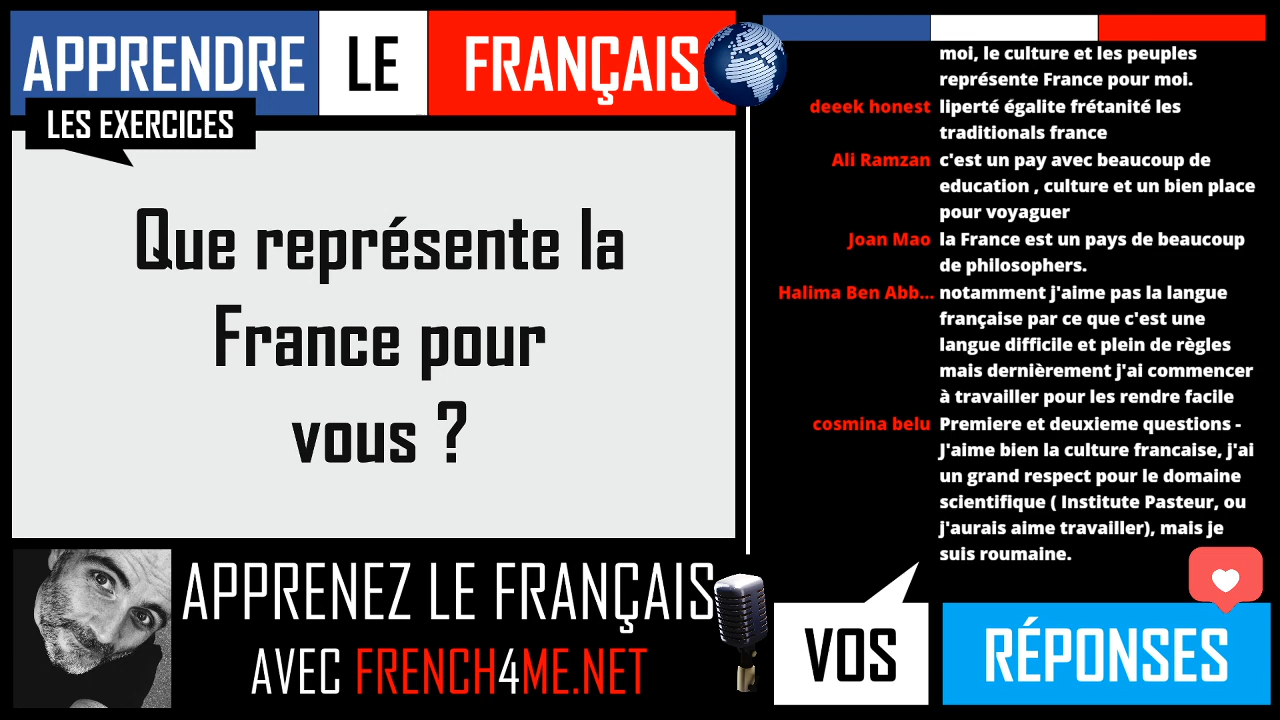 APPRENDRE LE FRANÇAIS
LES EXERCICES
Que représente la
France pour
vous ?
APPRENEZ LE FRANÇAIS
AVEC FRENCH4ME.NET
moi, le culture et les peuples
représente France pour moi.
deeek honest liperté égalite frétanité les
traditionals france
Ali Ramzan c'est un pay avec beaucoup de
education , culture et un bien place
pour voyaguer
Joan Mao la France est un pays de beaucoup
de philosophers.
Halima Ben Abb... notamment j'aime pas la langue
française par ce que c'est une
langue difficile et plein de règles
mais dernièrement j'ai commencer
à travailler pour les rendre facile
cosmina belu Premiere et deuxieme questions -
J'aime bien la culture francaise, j'ai
un grand respect pour le domaine
scientifique ( Institute Pasteur, ou
j'aurais aime travailler), mais je
suis roumaine.
VOS RÉPONSES